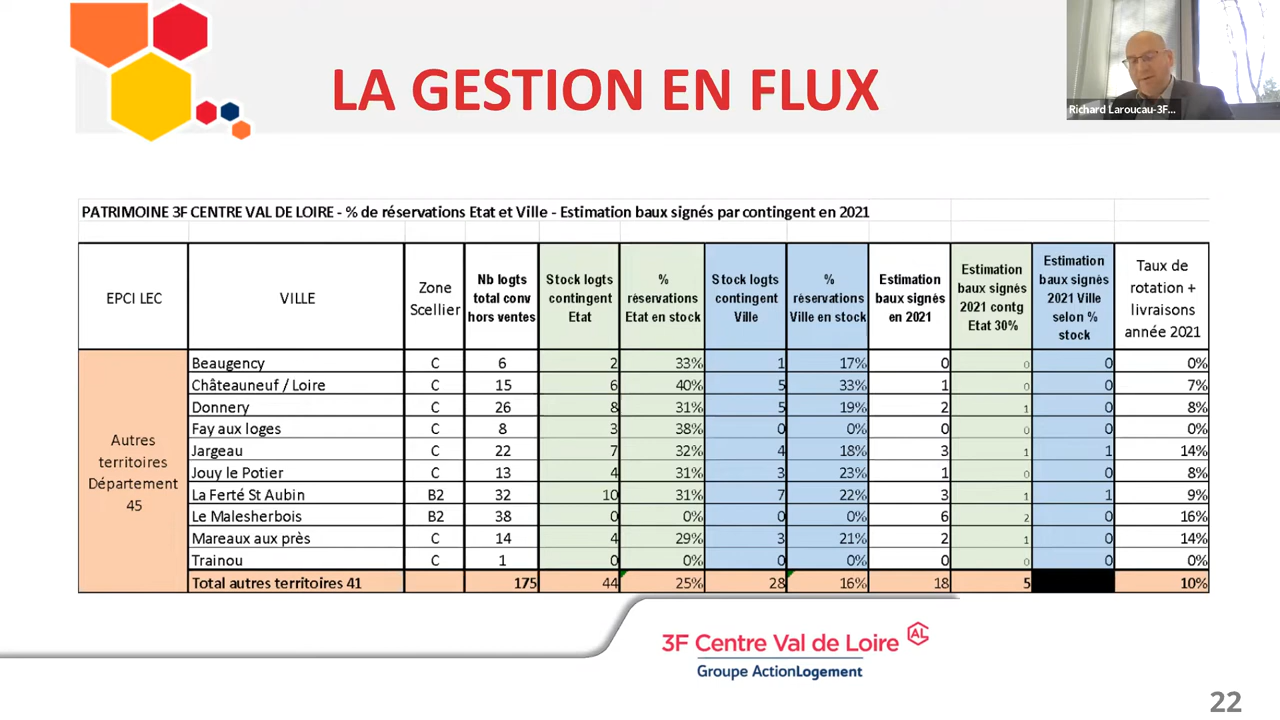 LA GESTION EN FLUX
Richard Laroucau-3F...
PATRIMOINE 3F CENTRE VAL DE LOIRE - % de réservations Etat et Ville - Estimation baux signés par contingent en 2021
EPCI LEC VILLE Zone Scellier Nb logts total conv hors ventes Stock logts contingent Etat % réservations Etat en stock Stock logts contingent Ville % réservations Ville en stock Estimation baux signés en 2021 Estimation baux signés 2021 contg Etat 30% Estimation baux signés 2021 Ville selon % stock Taux de rotation + livraisons année 2021
Autres territoires Département 45
Beaugency C 6 2 33% 1 17% 0 0 0 0%
Châteauneuf / Loire C 15 6 40% 5 33% 1 0 0 7%
Donnery C 26 8 31% 5 19% 2 1 0 8%
Fay aux loges C 8 3 38% 0 0% 0 0 0 0%
Jargeau C 22 7 32% 4 18% 3 1 1 14%
Jouy le Potier C 13 4 31% 3 23% 1 0 0 8%
La Ferté St Aubin B2 32 10 31% 7 22% 3 1 1 9%
Le Malesherbois B2 38 0 0% 0 0% 6 2 0 16%
Mareaux aux près C 14 4 29% 3 21% 2 1 0 14%
Trainou C 1 0 0% 0 0% 0 0 0 0%
Total autres territoires 41 175 44 25% 28 16% 18 5 10%
3F Centre Val de Loire AL
Groupe ActionLogement
22